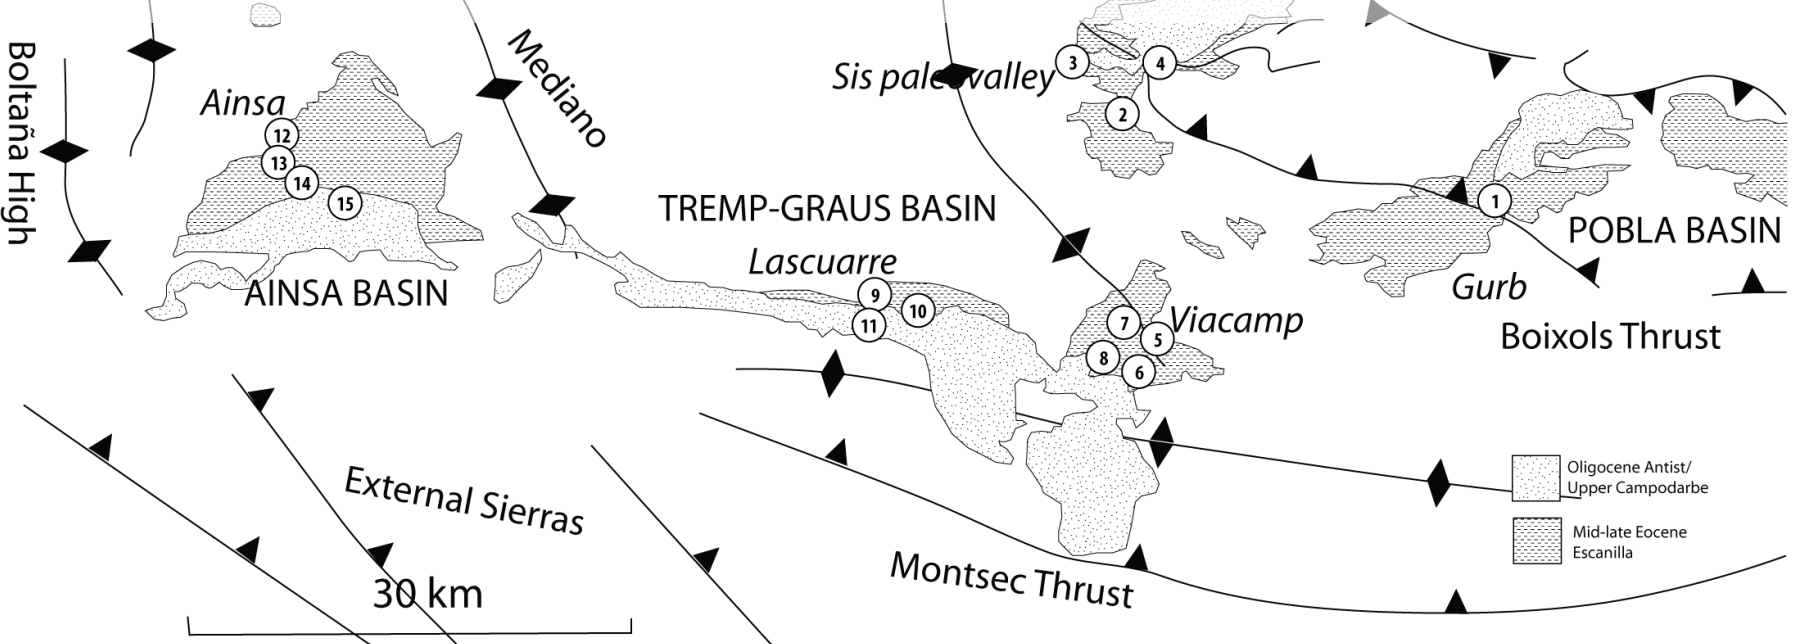 Boltaña High
Ainsa
12
13
14
15
AINSA BASIN
Mediano
Sis paleovalley
3
4
2
TREMP-GRAUS BASIN
Lascuarre
9
10
11
7
5
8
6
Viacamp
1
POBLA BASIN
Gurb
Boixols Thrust
External Sierras
30 km
Montsec Thrust
Oligocene Antist/
Upper Campodarbe
Mid-late Eocene
Escanilla